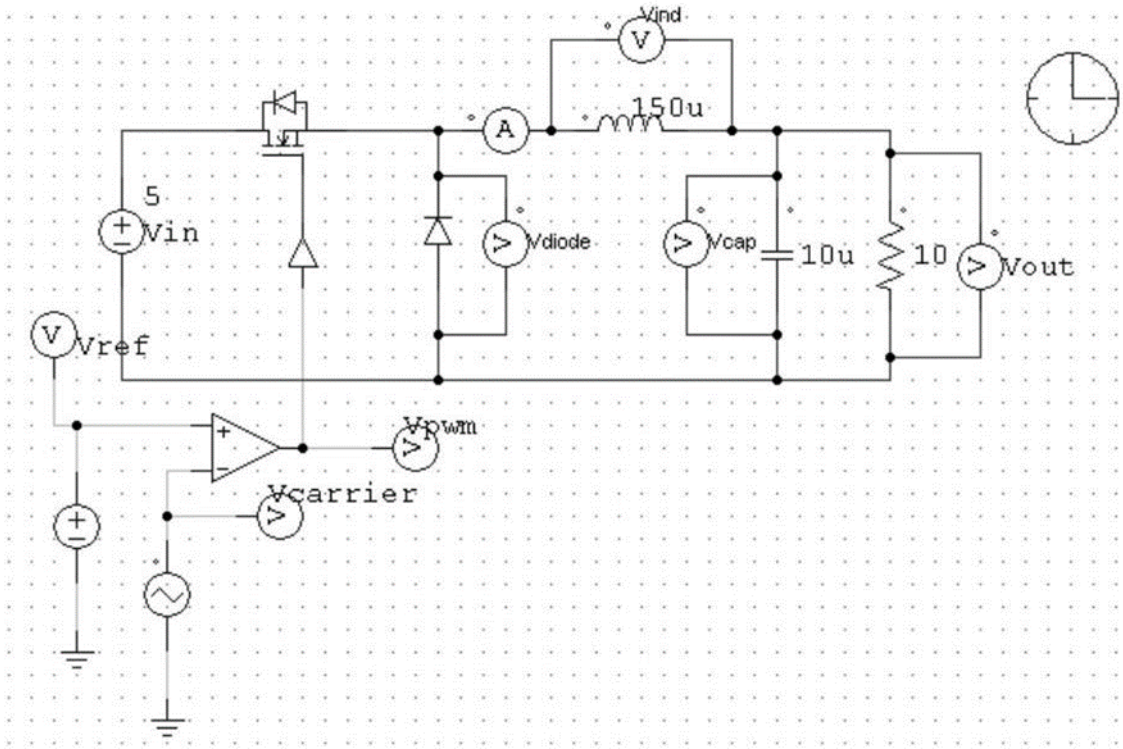 Vind
V
150u
A
5
Vin
V
Vdiode
V
Vcap
10u
10
V
Vout
V
Vref
Vpwm
V
Vcarrier
V